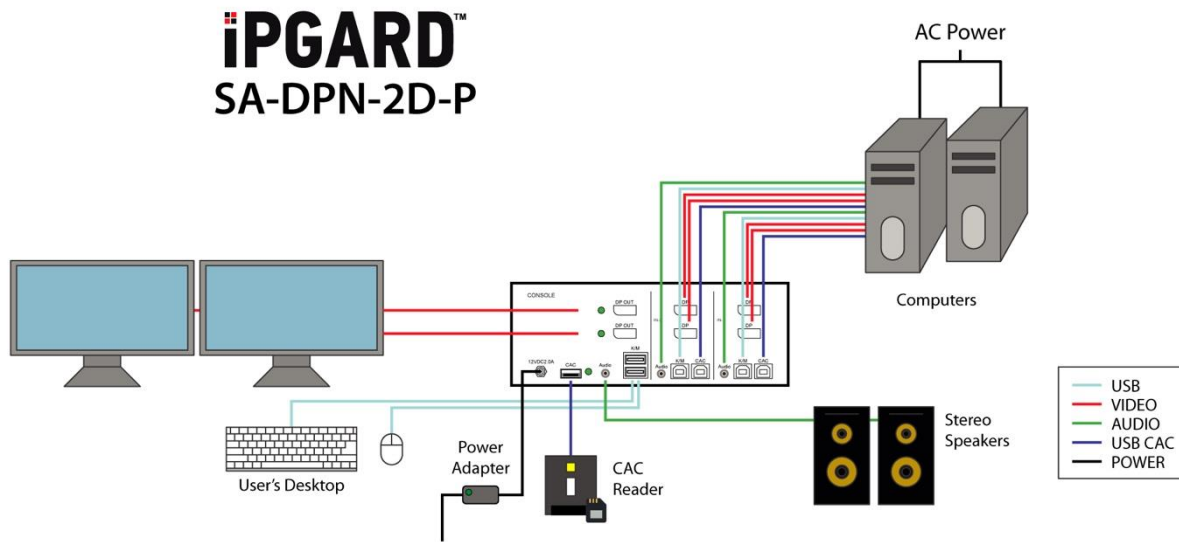 iPGARD™
SA-DPN-2D-P
AC Power
Computers
CONSOLE
DP OUT
DP
DP
DP OUT
DP
DP
K/M
12VDC2.0A
CAC
Audio
Audio
K/M
CAC
Audio
K/M
CAC
User's Desktop
Power
Adapter
CAC
Reader
Stereo
Speakers
USB
VIDEO
AUDIO
USB CAC
POWER